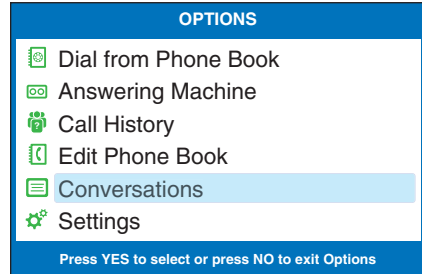 OPTIONS
Dial from Phone Book
Answering Machine
Call History
Edit Phone Book
Conversations
Settings
Press YES to select or press NO to exit Options